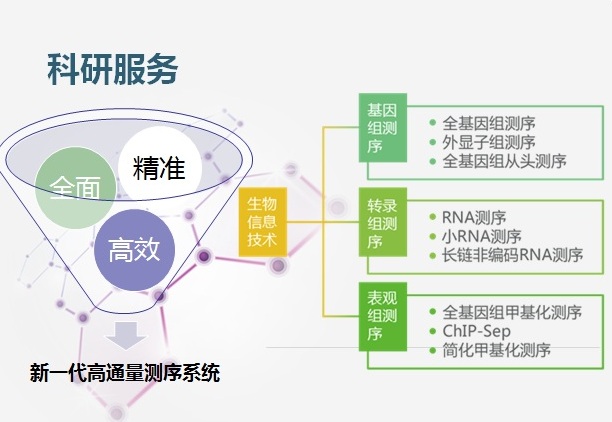 科研服务
全面
精准
高效
新一代高通量测序系统
生物
信息
技术
基因
组测
序
全基因组测序
外显子组测序
全基因组从头测序
转录
组测
序
RNA测序
小RNA测序
长链非编码RNA测序
表观
组测
序
全基因组甲基化测序
ChIP-Sep
简化甲基化测序